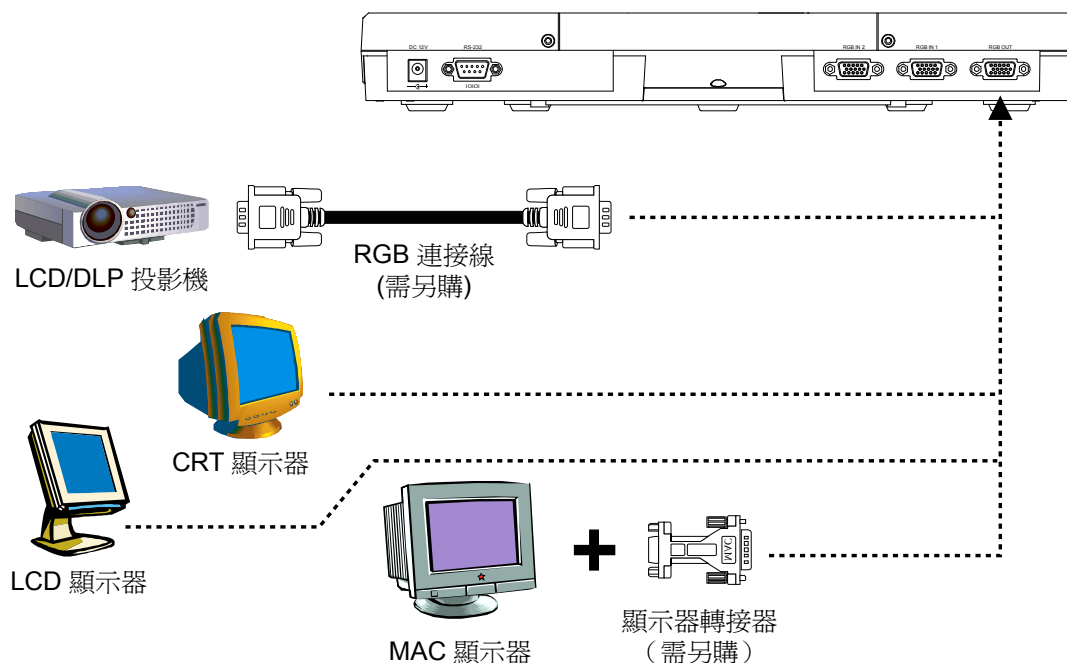 DC 12V
RS-232
RGB IN 2
RGB IN 1
RGB OUT
IOIOI
LCD/DLP 投影機
RGB 連接線
(需另購)
CRT 顯示器
LCD 顯示器
MAC
MAC 顯示器
顯示器轉接器
（需另購）